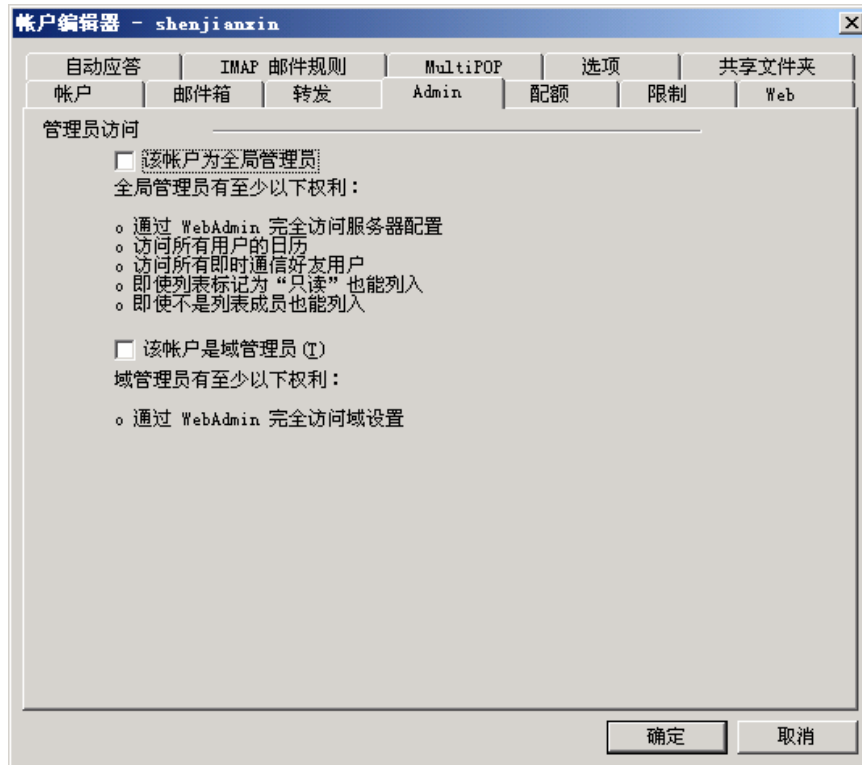 帐户编辑器 - shenjianxin
自动应答 IMAP 邮件规则 MultiPOP 选项 共享文件夹
帐户 邮件箱 转发 Admin 配额 限制 Web
管理员访问
该帐户为全局管理员
全局管理员有至少以下权利：
o 通过 WebAdmin 完全访问服务器配置
o 访问所有用户的日历
o 访问所有即时通信好友用户
o 即使列表标记为“只读”也能列入
o 即使不是列表成员也能列入
该帐户是域管理员(T)
域管理员有至少以下权利：
o 通过 WebAdmin 完全访问域设置
确定 取消